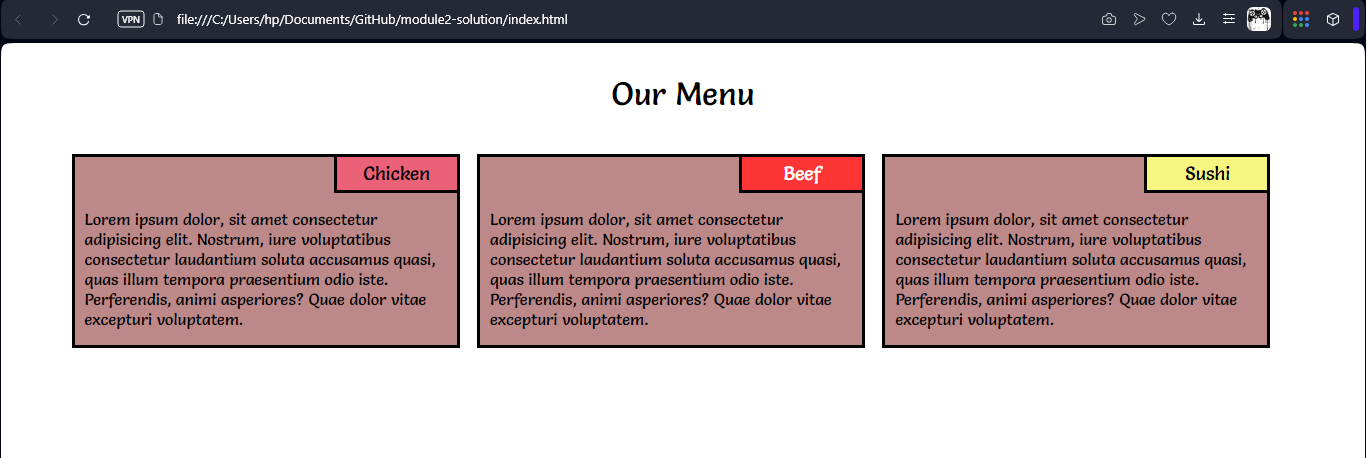 VPN
file:///C:/Users/hp/Documents/GitHub/module2-solution/index.html
Our Menu
Chicken
Lorem ipsum dolor, sit amet consectetur
adipisicing elit. Nostrum, iure voluptatibus
consectetur laudantium soluta accusamus quasi,
quas illum tempora praesentium odio iste.
Perferendis, animi asperiores? Quae dolor vitae
excepturi voluptatem.
Beef
Lorem ipsum dolor, sit amet consectetur
adipisicing elit. Nostrum, iure voluptatibus
consectetur laudantium soluta accusamus quasi,
quas illum tempora praesentium odio iste.
Perferendis, animi asperiores? Quae dolor vitae
excepturi voluptatem.
Sushi
Lorem ipsum dolor, sit amet consectetur
adipisicing elit. Nostrum, iure voluptatibus
consectetur laudantium soluta accusamus quasi,
quas illum tempora praesentium odio iste.
Perferendis, animi asperiores? Quae dolor vitae
excepturi voluptatem.